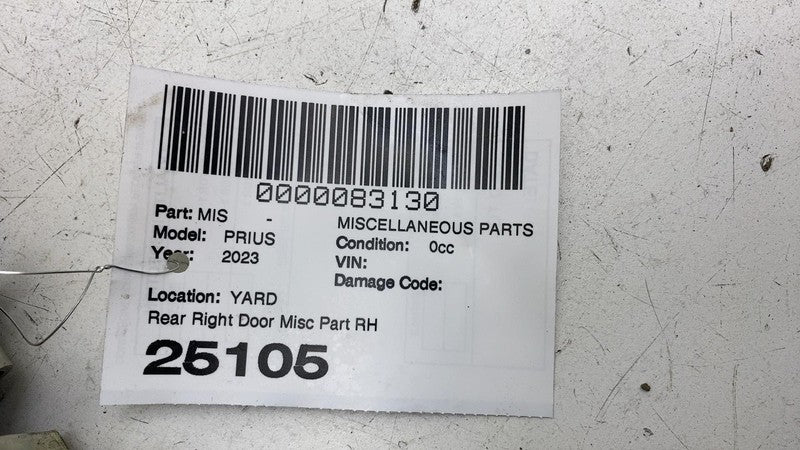 0000083130
Part: MIS - MISCELLANEOUS PARTS
Model: PRIUS Condition: 0cc
Year: 2023 VIN:
Damage Code:
Location: YARD
Rear Right Door Misc Part RH
25105